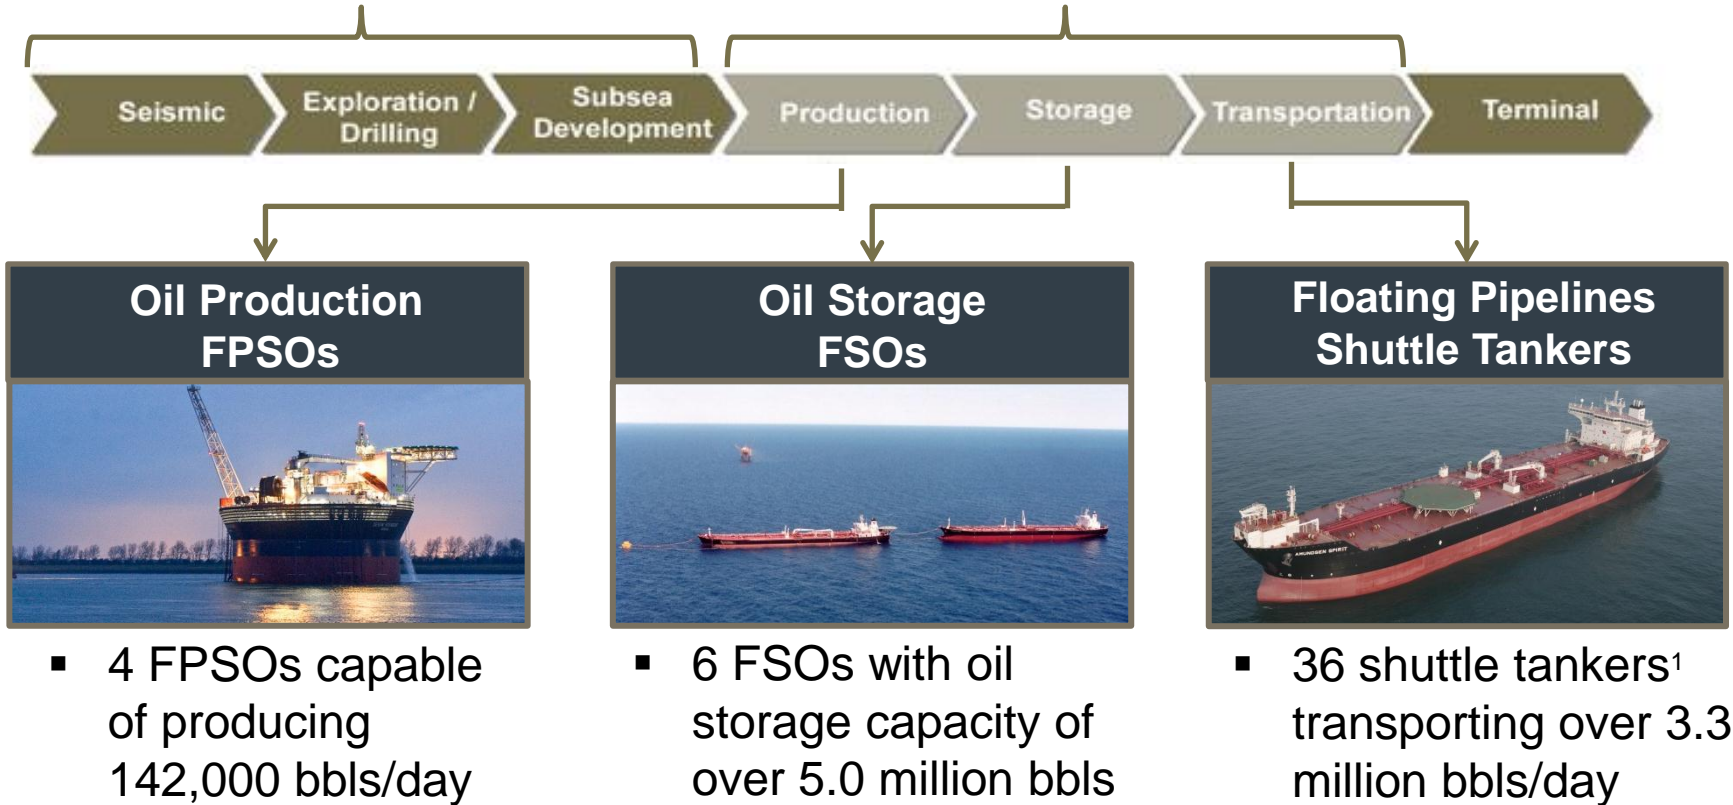 Seismic
Exploration /
Drilling
Subsea
Development
Production
Storage
Transportation
Terminal
Oil Production
FPSOs
Oil Storage
FSOs
Floating Pipelines
Shuttle Tankers
AMUNDSEN SPIRIT
▪ 4 FPSOs capable
of producing
142,000 bbls/day
▪ 6 FSOs with oil
storage capacity of
over 5.0 million bbls
▪ 36 shuttle tankers¹
transporting over 3.3
million bbls/day